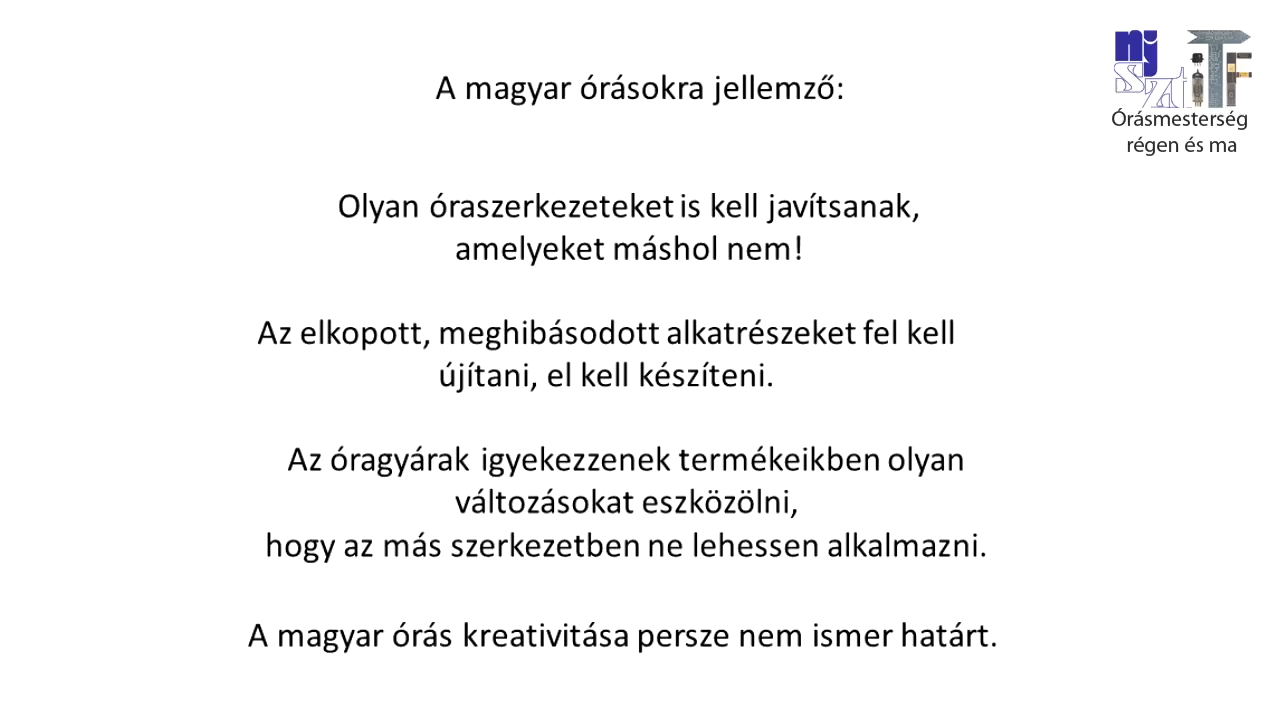 A magyar órásokra jellemző:
njszt iTF
Órásmesterség
régen és ma
Olyan óraszerkezeteket is kell javítsanak,
amelyeket máshol nem!
Az elkopott, meghibásodott alkatrészeket fel kell
újítani, el kell készíteni.
Az óragyárak igyekezzenek termékeikben olyan
változásokat eszközölni,
hogy az más szerkezetben ne lehessen alkalmazni.
A magyar órás kreativitása persze nem ismer határt.